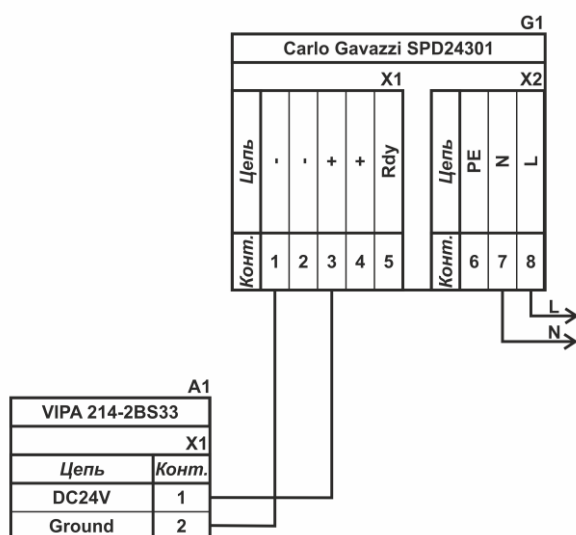 G1
Carlo Gavazzi SPD24301
X1
X2
Цепь - - + + Rdy
Цепь PE N L
Конт. 1 2 3 4 5
Конт. 6 7 8
L
N
A1
VIPA 214-2BS33
X1
Цепь Конт.
DC24V 1
Ground 2